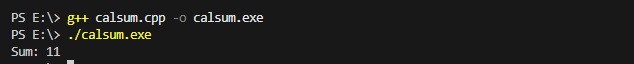 PS E:\> g++ calsum.cpp -o calsum.exe
PS E:\> ./calsum.exe
Sum: 11